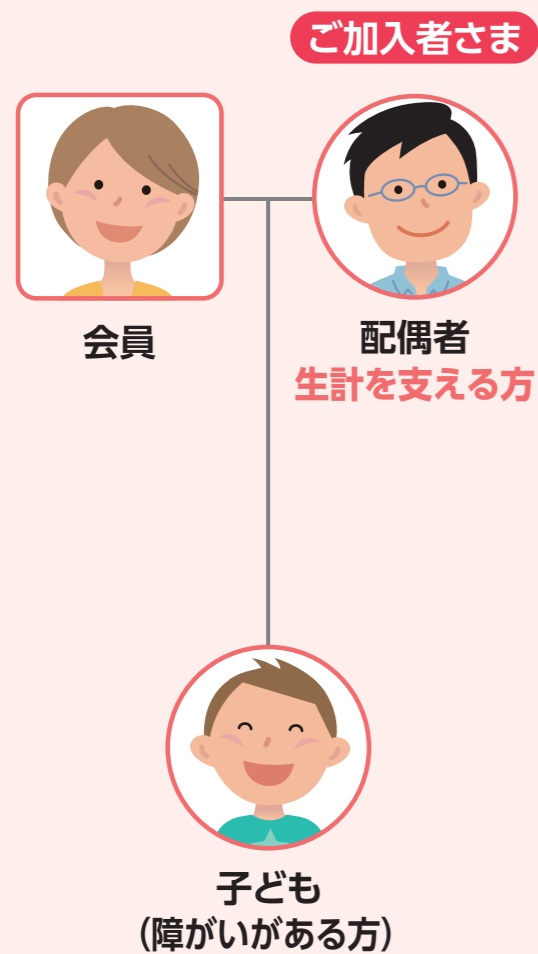 ご加入者さま
会員
配偶者
生計を支える方
子ども
(障がいがある方)